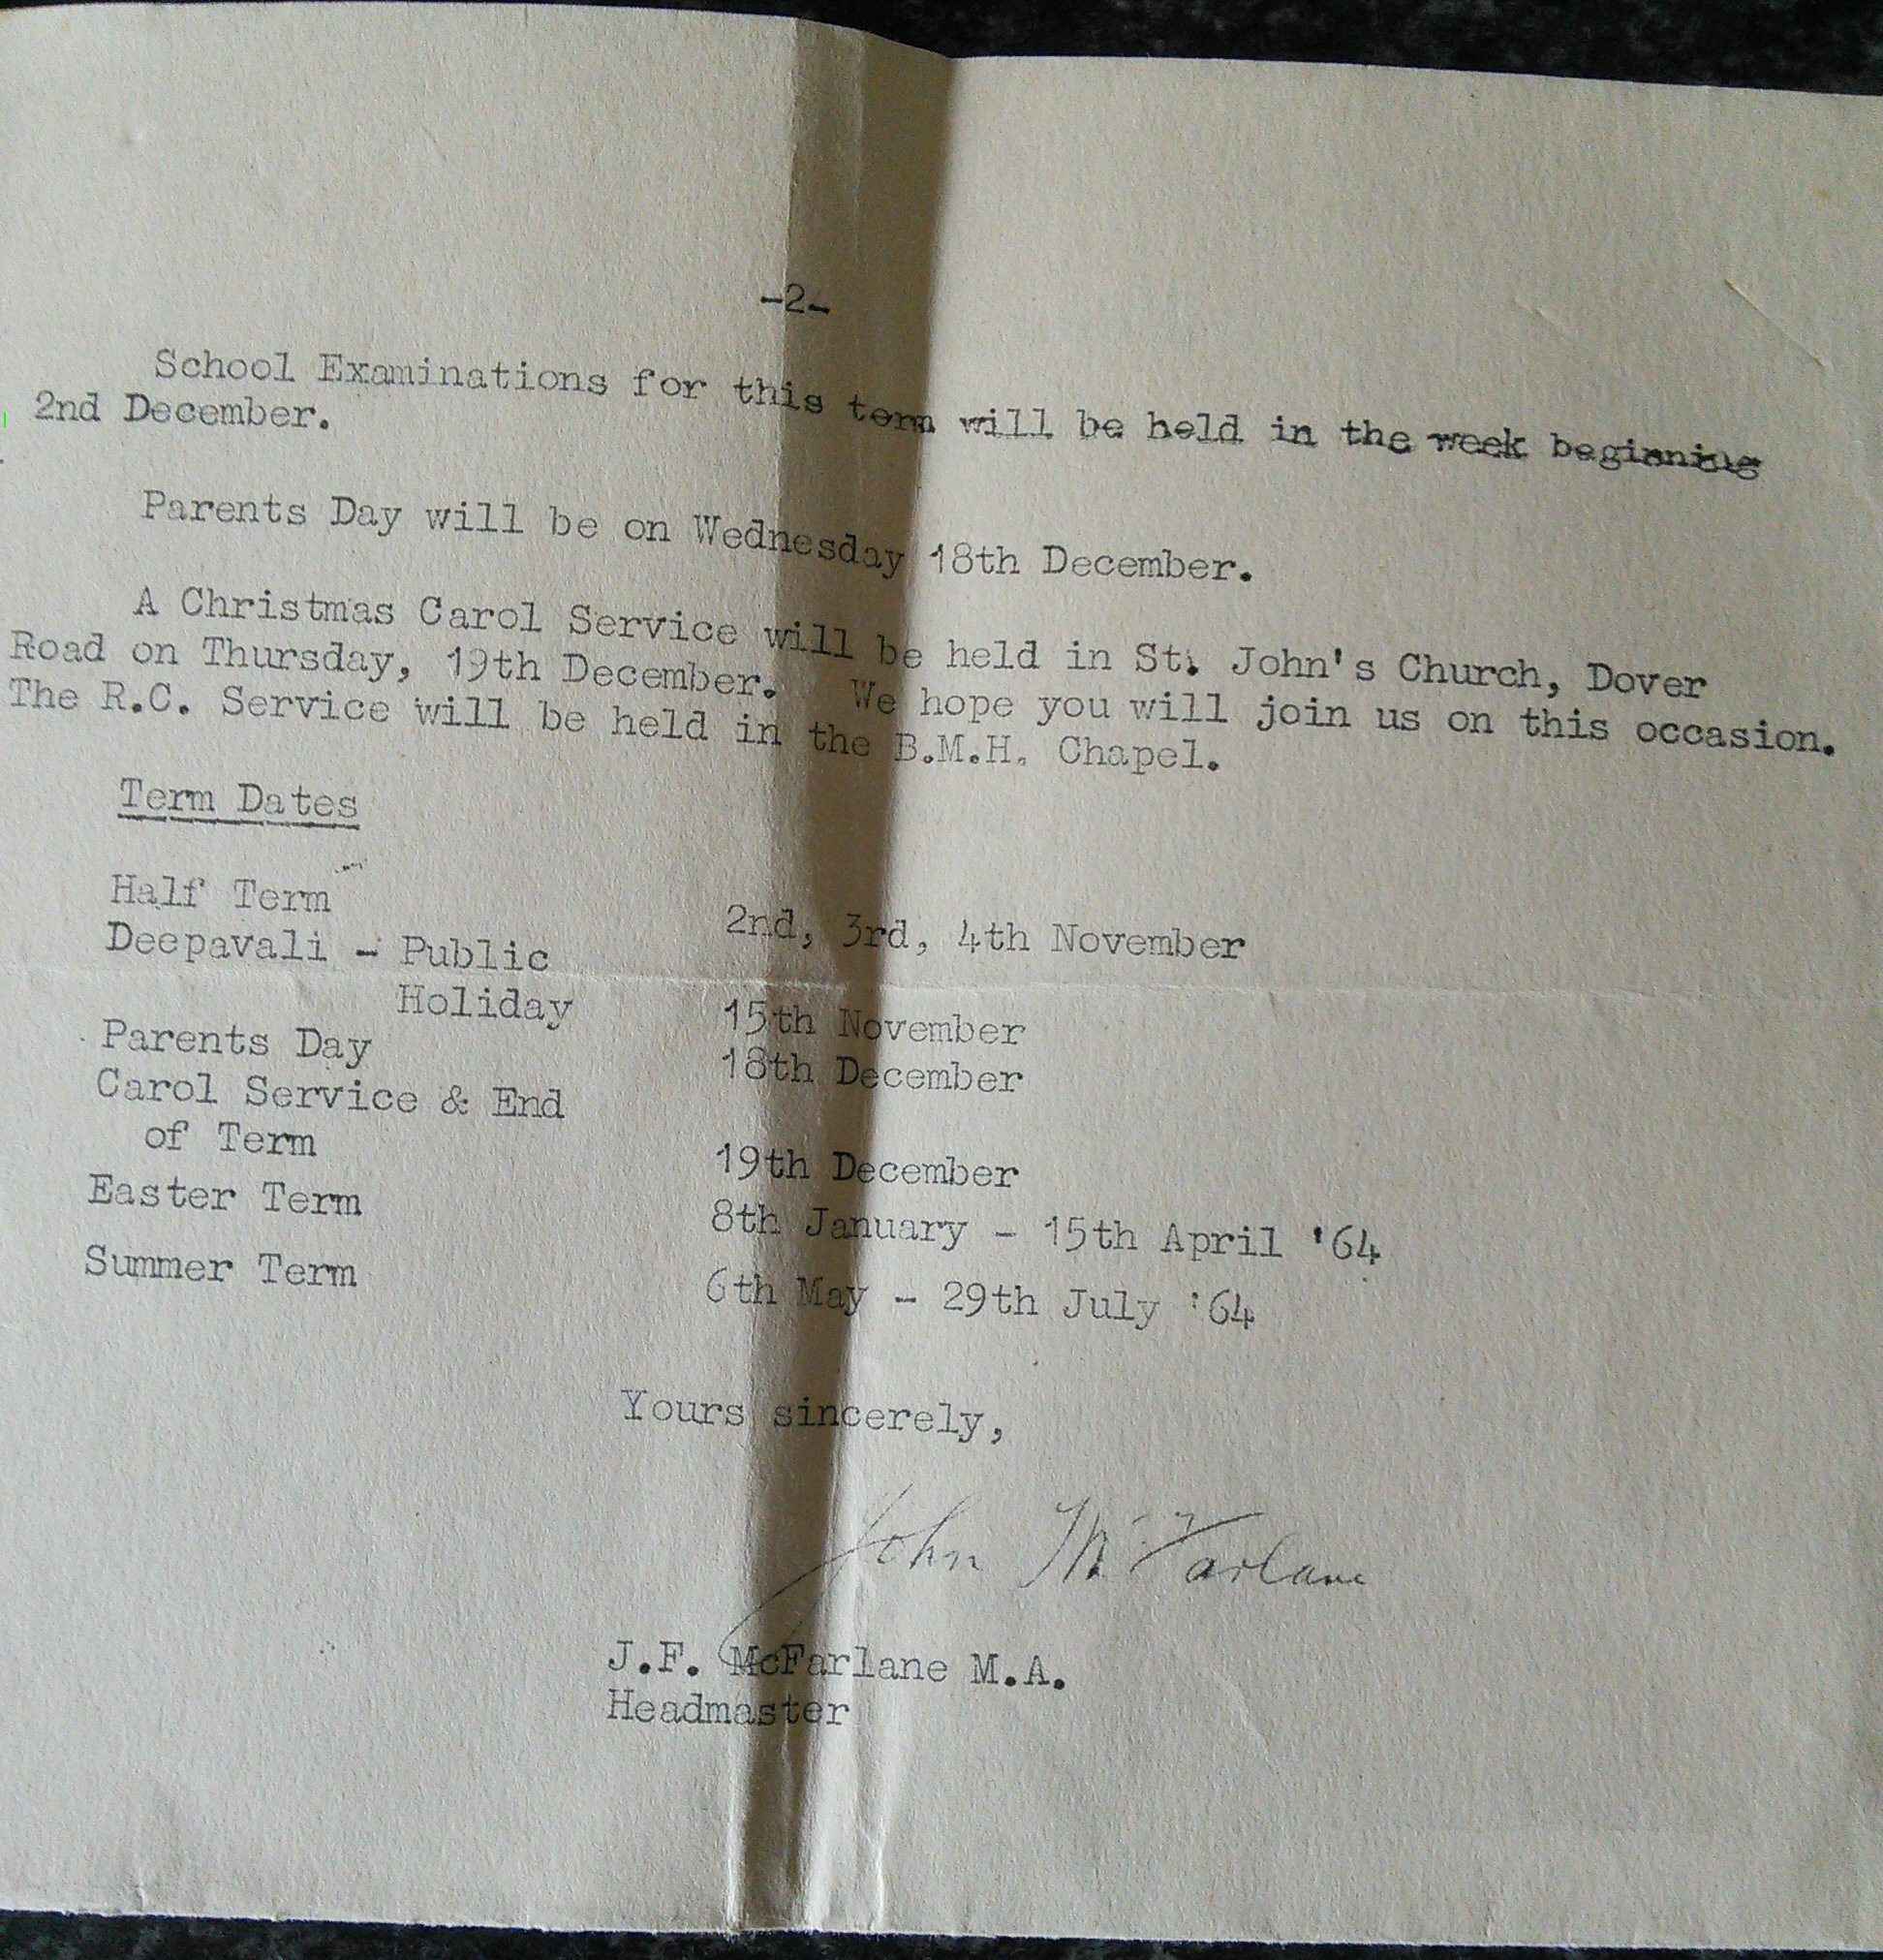 -2-
School Examinations for this term will be held in the week beginning
2nd December.
Parents Day will be on Wednesday 18th December.
A Christmas Carol Service will be held in St. John's Church, Dover
Road on Thursday, 19th December. We hope you will join us on this occasion.
The R.C. Service will be held in the B.M.H. Chapel.
Term Dates
Half Term 2nd, 3rd, 4th November
Deepavali - Public
Holiday 15th November
Parents Day 18th December
Carol Service & End
of Term 19th December
Easter Term 8th January - 15th April '64
Summer Term 6th May - 29th July '64
Yours sincerely,
John McFarlane
J.F. McFarlane M.A.
Headmaster